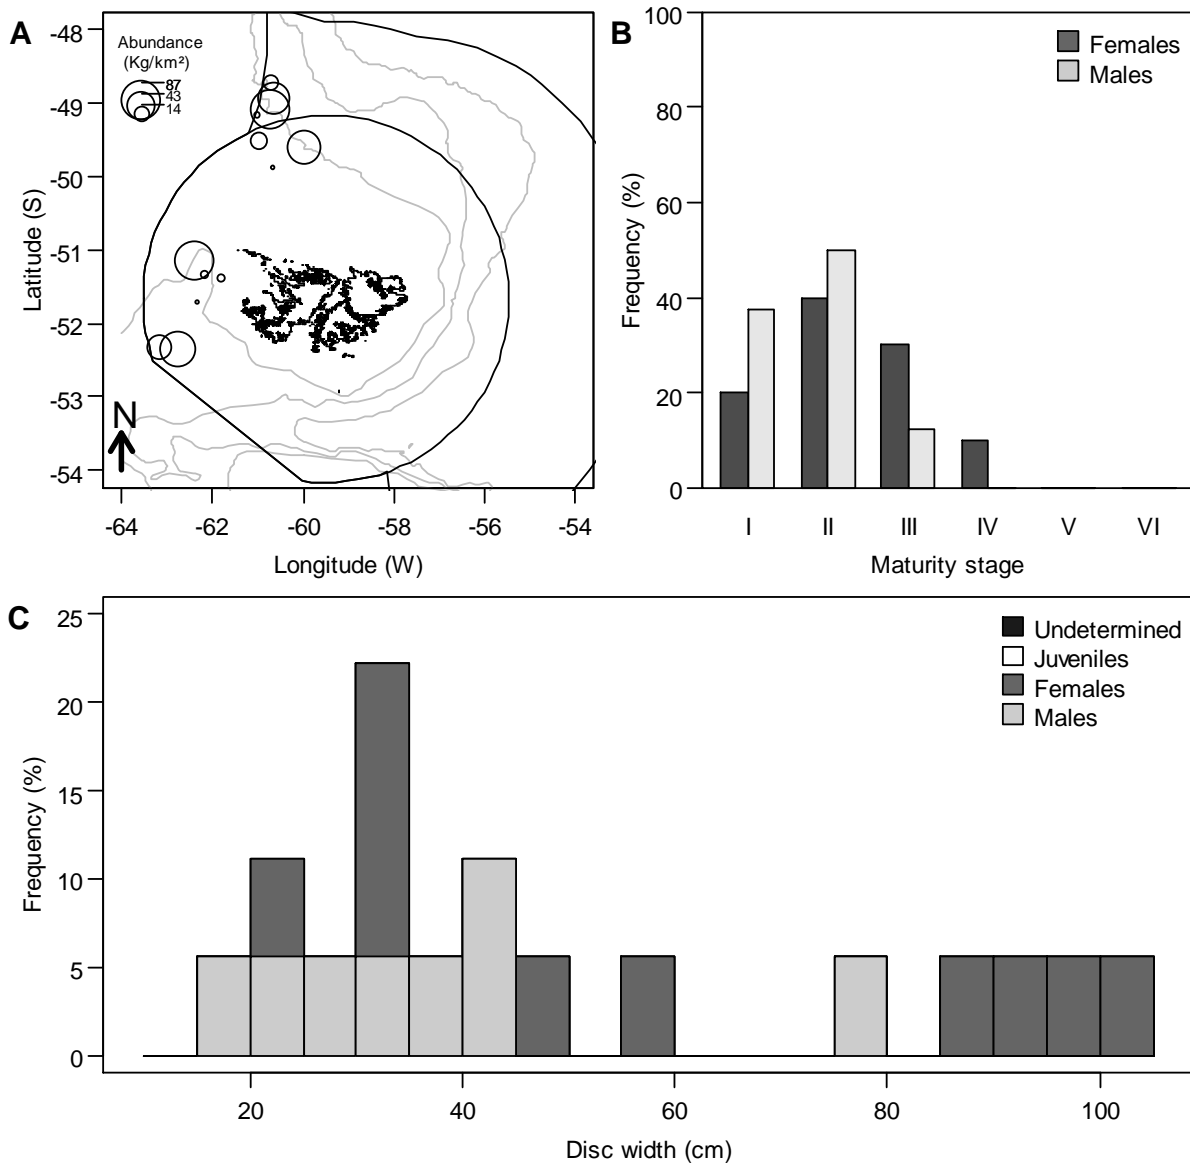 A
Abundance
(Kg/km²)
87
43
14
-48
-49
-50
-51
-52
-53
-54
Latitude (S)
N
-64
-62
-60
-58
-56
-54
Longitude (W)
B
Females
Males
100
80
60
40
20
0
Frequency (%)
I
II
III
IV
V
VI
Maturity stage
C
Undetermined
Juveniles
Females
Males
25
20
15
10
5
0
Frequency (%)
20
40
60
80
100
Disc width (cm)